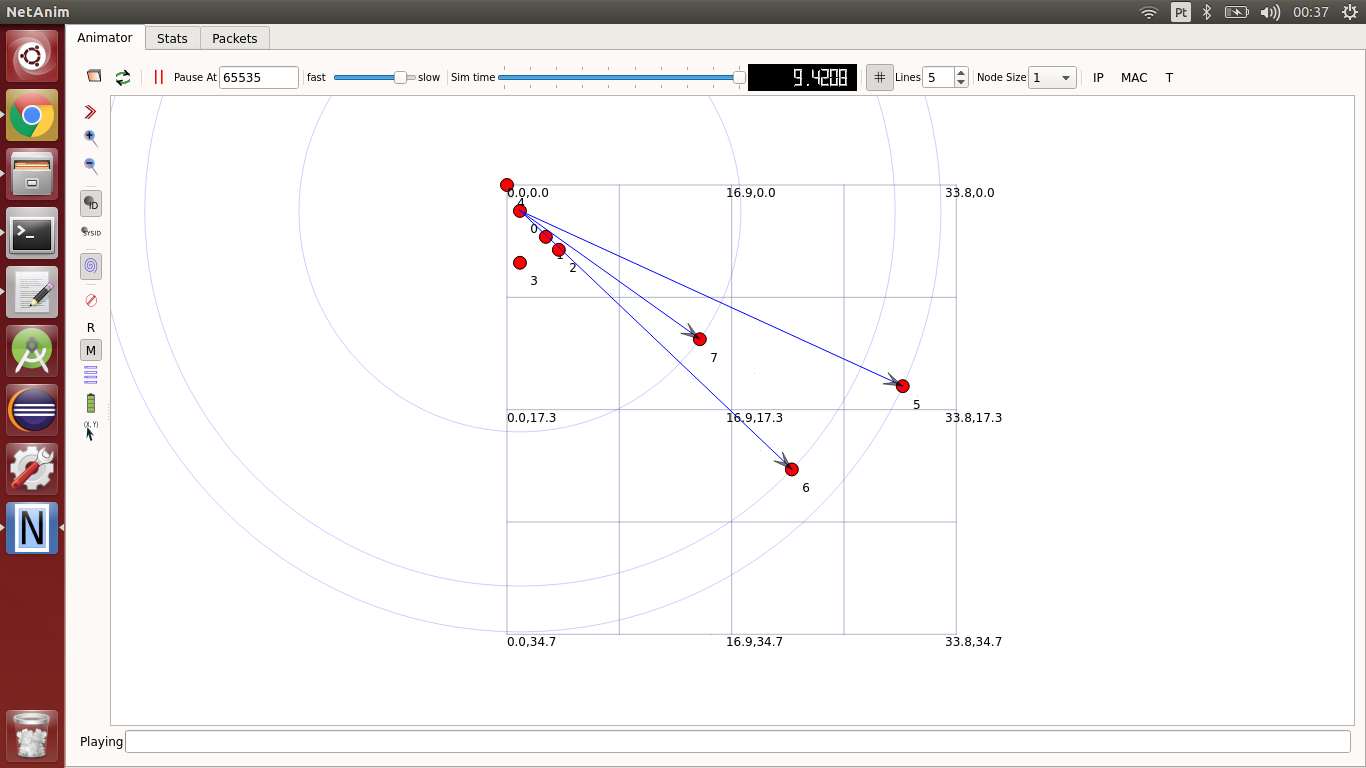 NetAnim
Pt
00:37
Animator Stats Packets
Pause At 65535 fast slow Sim time 9.4208 # Lines 5 Node Size 1 IP MAC T
ID
SYSID
R
M
(X, Y)
0.0,0.0 16.9,0.0 33.8,0.0
4
0
1
2
3
7
5
0.0,17.3 16.9,17.3 33.8,17.3
6
0.0,34.7 16.9,34.7 33.8,34.7
N
Playing